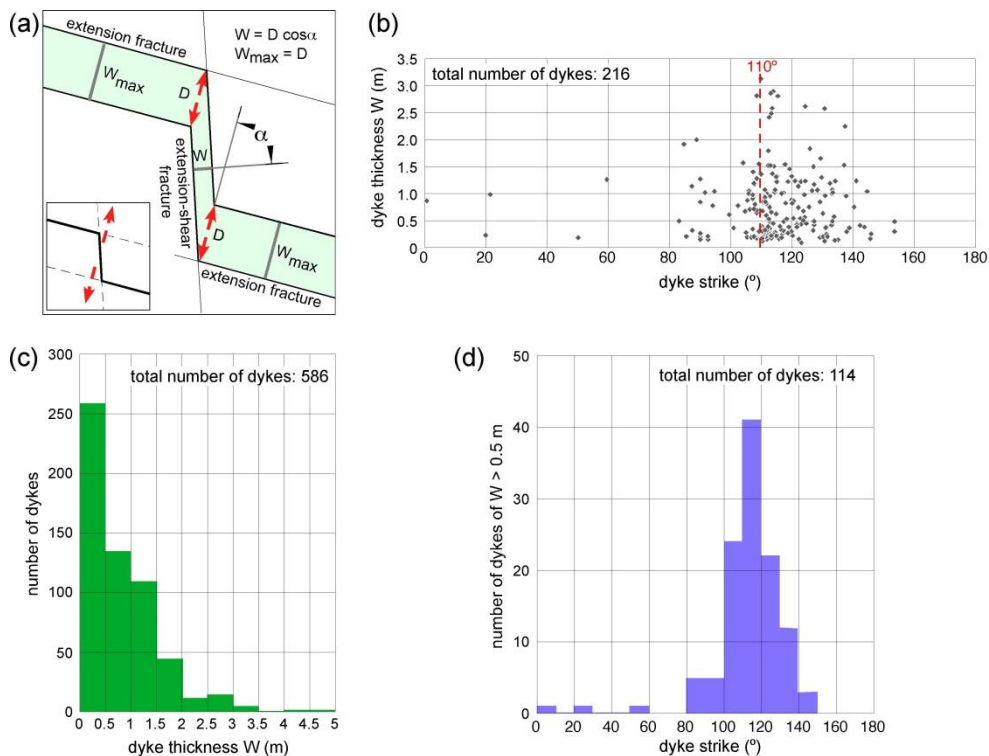 (a)
extension fracture
W = D cosα
Wmax = D
Wmax
D
α
W
extension-shear
fracture
D
Wmax
extension fracture
(b)
total number of dykes: 216
110º
dyke thickness W (m)
3.5
3.0
2.5
2.0
1.5
1.0
0.5
0
0 20 40 60 80 100 120 140 160 180
dyke strike (º)
(c)
total number of dykes: 586
number of dykes
300
250
200
150
100
50
0
0 0.5 1 1.5 2 2.5 3 3.5 4 4.5 5
dyke thickness W (m)
(d)
total number of dykes: 114
number of dykes of W > 0.5 m
50
40
30
20
10
0
0 20 40 60 80 100 120 140 160 180
dyke strike (º)